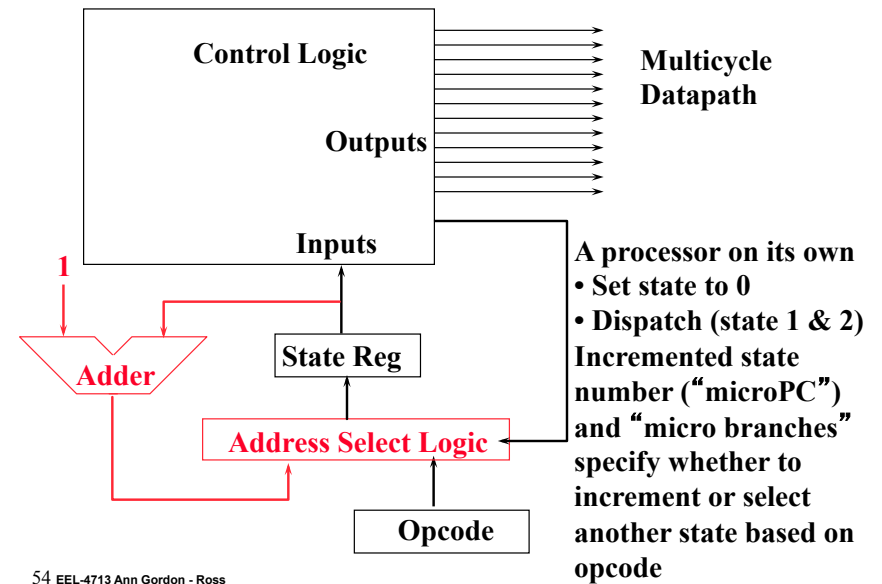 Control Logic
Multicycle
Datapath
Outputs
Inputs
1
Adder
State Reg
Address Select Logic
Opcode
A processor on its own
• Set state to 0
• Dispatch (state 1 & 2)
Incremented state
number (“microPC”)
and “micro branches”
specify whether to
increment or select
another state based on
opcode
54 EEL-4713 Ann Gordon - Ross